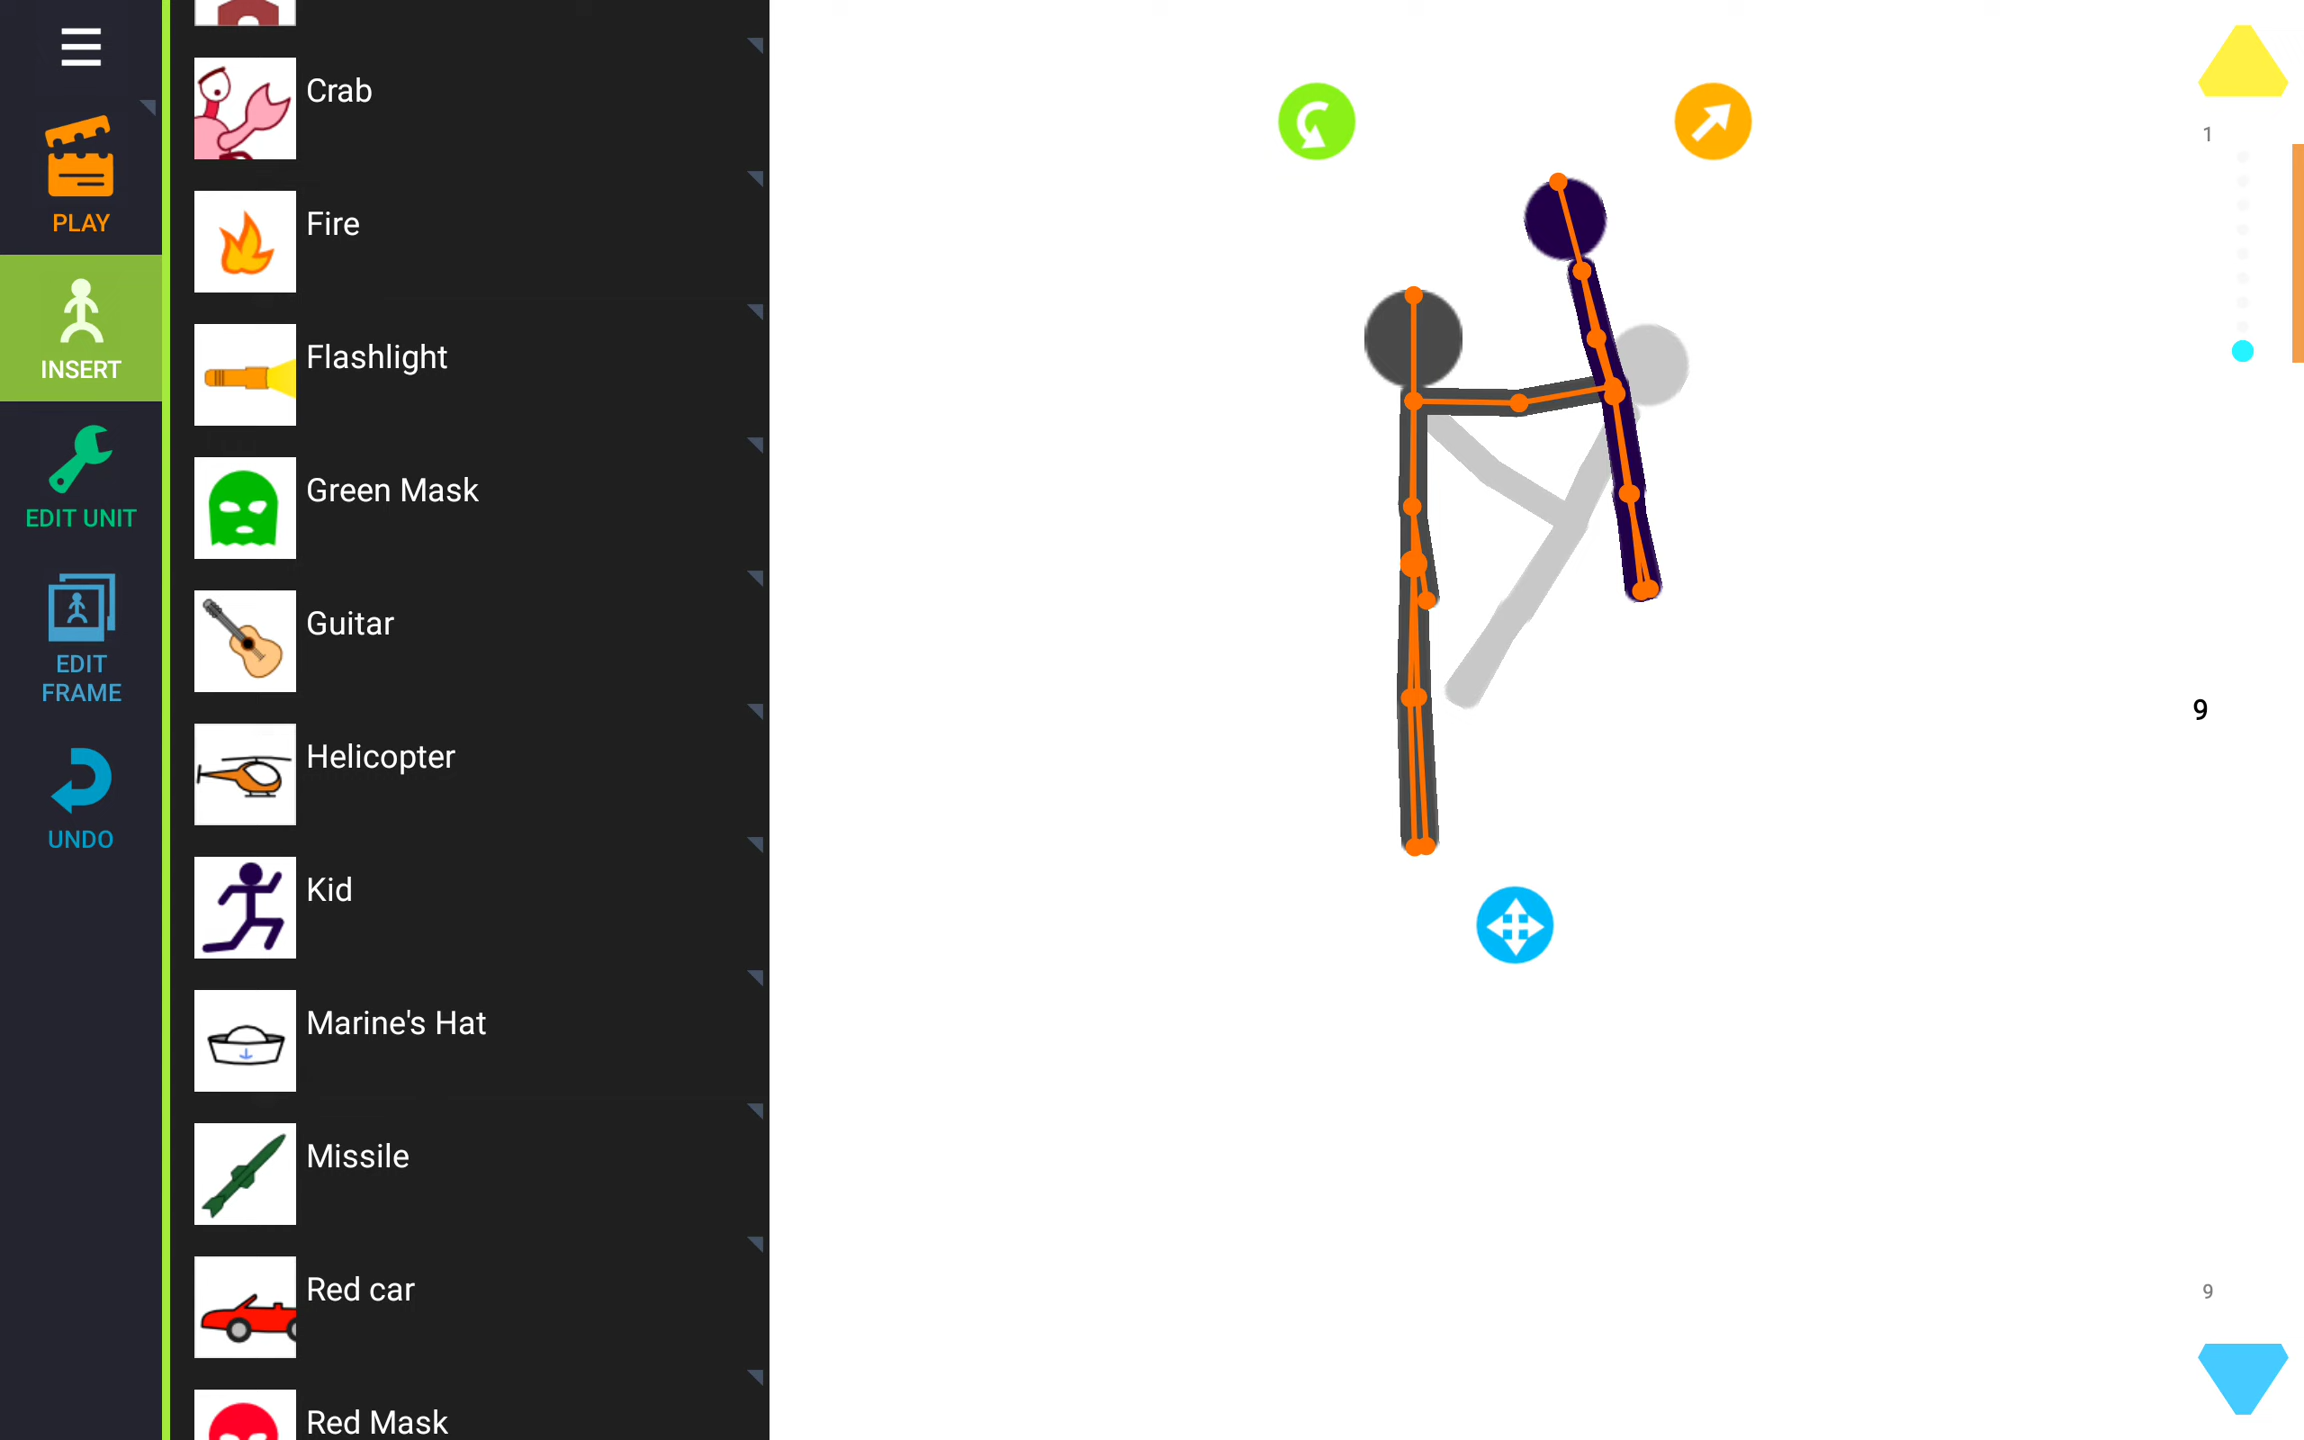 PLAY
INSERT
EDIT UNIT
EDIT
FRAME
UNDO
Crab
Fire
Flashlight
Green Mask
Guitar
Helicopter
Kid
Marine's Hat
Missile
Red car
Red Mask
1
9
9